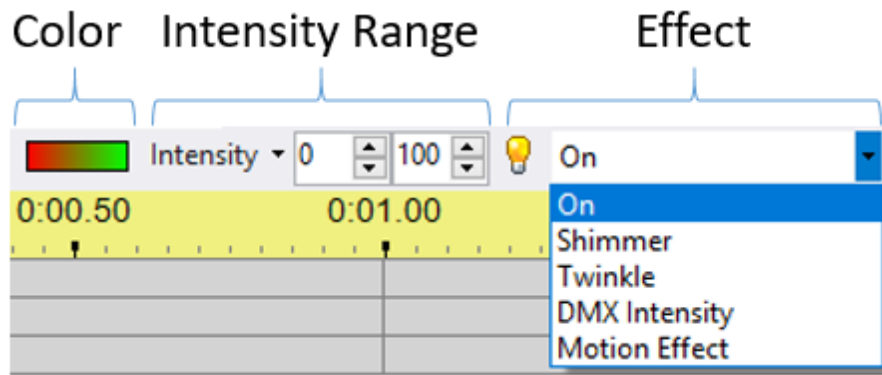 Color Intensity Range Effect
Intensity 0 100 On
0:00.50 0:01.00 On
Shimmer
Twinkle
DMX Intensity
Motion Effect